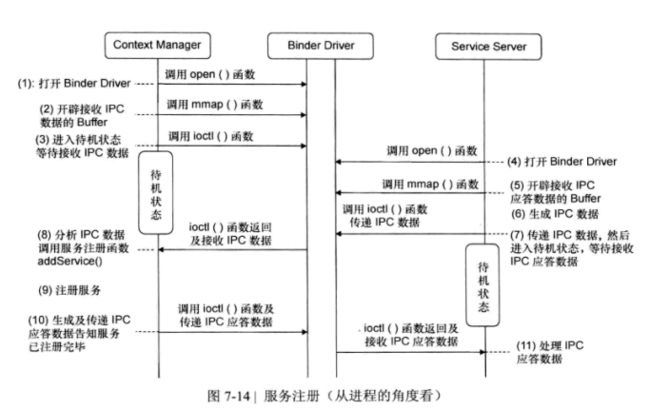 Context Manager
Binder Driver
Service Server
(1): 打开 Binder Driver
调用 open ( ) 函数
(2) 开辟接收 IPC
数据的 Buffer
调用 mmap ( ) 函数
(3) 进入待机状态
等待接收 IPC 数据
调用 ioctl ( ) 函数
待机状态
调用 open ( ) 函数
(4) 打开 Binder Driver
调用 mmap ( ) 函数
(5) 开辟接收 IPC
应答数据的 Buffer
(6) 生成 IPC 数据
调用 ioctl ( ) 函数
传递 IPC 数据
(7) 传递 IPC 数据, 然后
进入待机状态, 等待接收
IPC 应答数据
(8) 分析 IPC 数据
调用服务注册函数
addService()
ioctl ( ) 函数返回
及接收 IPC 数据
待机状态
(9) 注册服务
(10) 生成及传递 IPC
应答数据告知服务
已注册完毕
调用 ioctl ( ) 函数及
传递 IPC 应答数据
ioctl ( ) 函数返回及
接收 IPC 应答数据
(11) 处理 IPC
应答数据
图 7-14 | 服务注册（从进程的角度看）